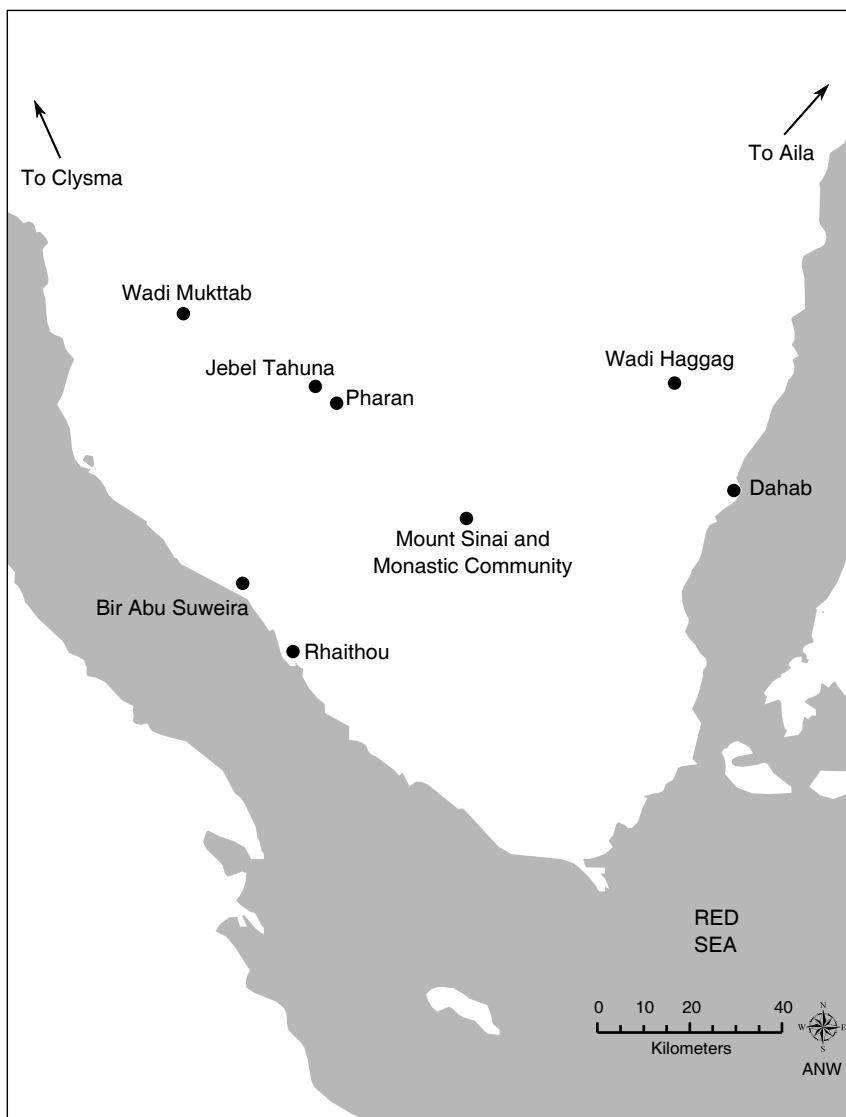 To Clysma
To Aila
Wadi Mukttab
Jebel Tahuna
Pharan
Wadi Haggag
Dahab
Mount Sinai and
Monastic Community
Bir Abu Suweira
Rhaithou
RED
SEA
0 10 20 40
Kilometers
N
W E
S
ANW